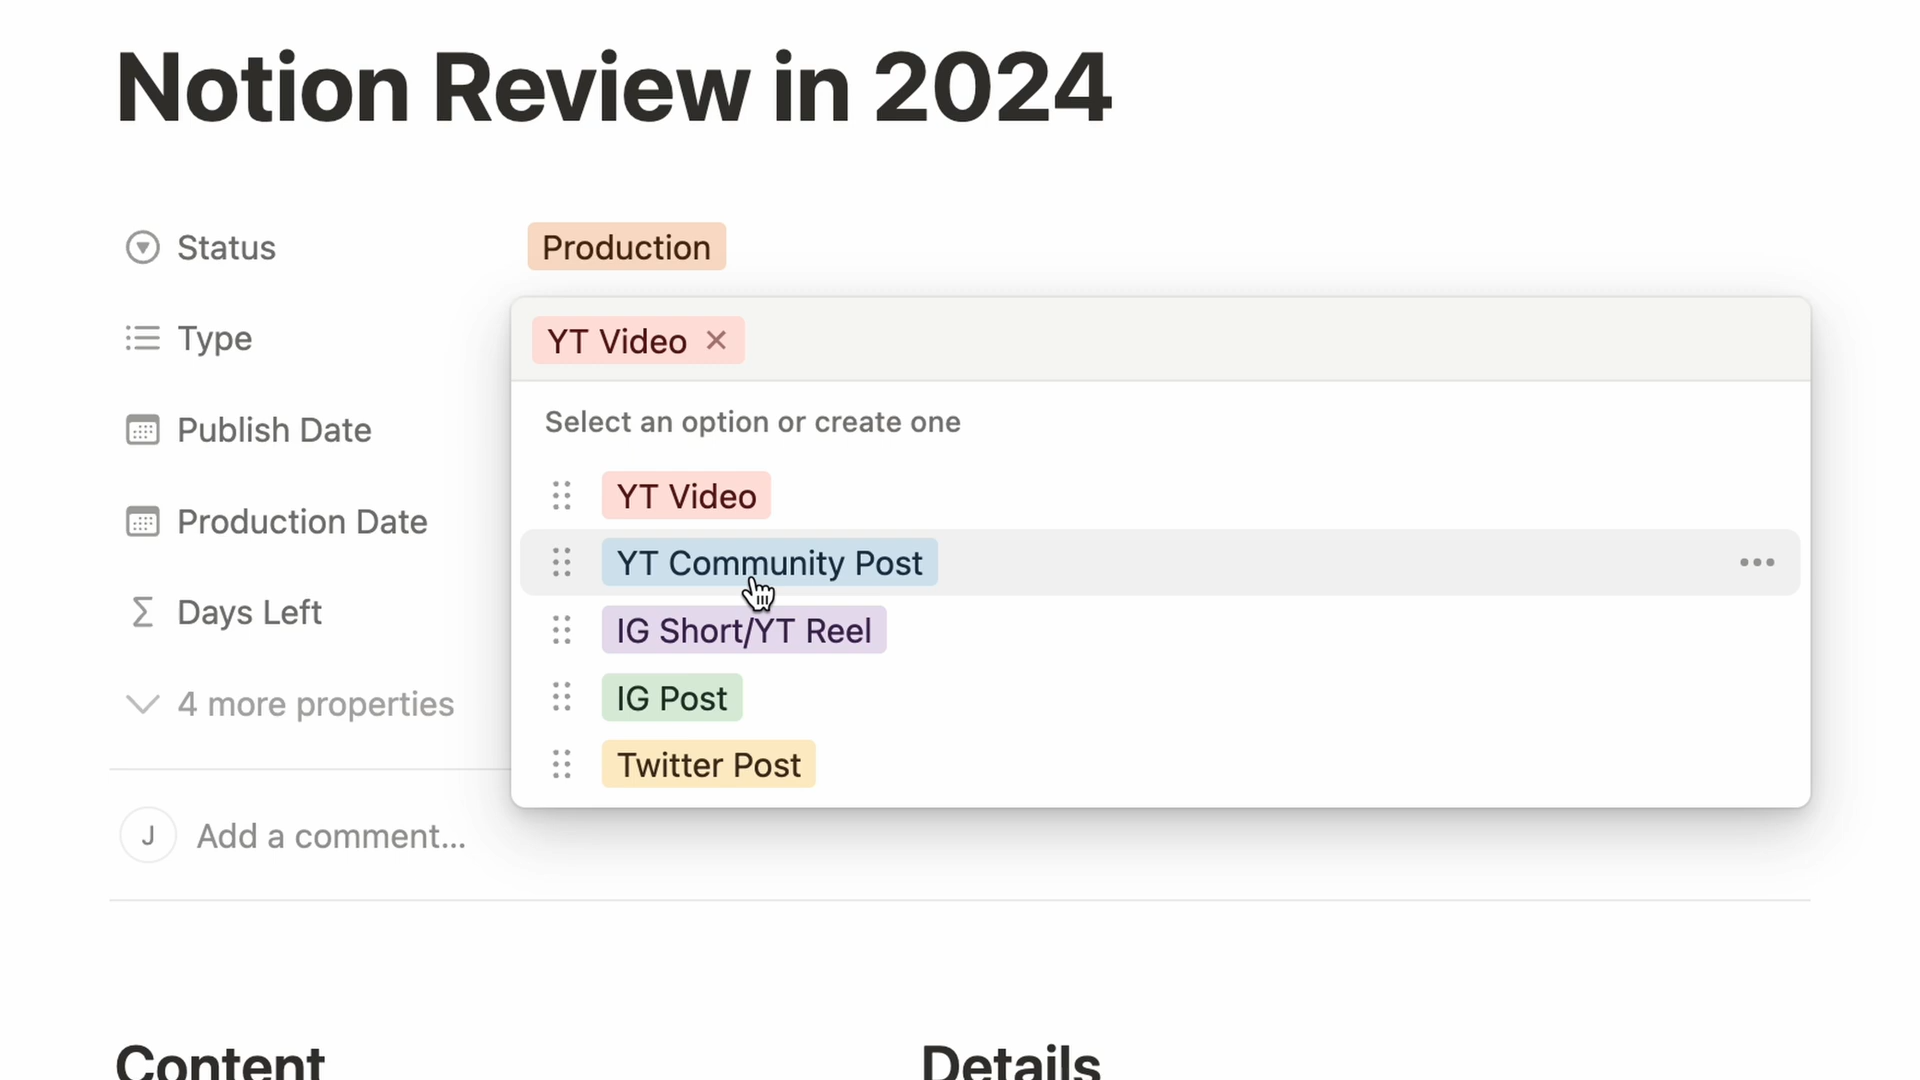 Notion Review in 2024
Status
Production
Type
YT Video
Publish Date
Select an option or create one
YT Video
Production Date
YT Community Post
Days Left
IG Short/YT Reel
4 more properties
IG Post
Twitter Post
J
Add a comment...
Content
Details